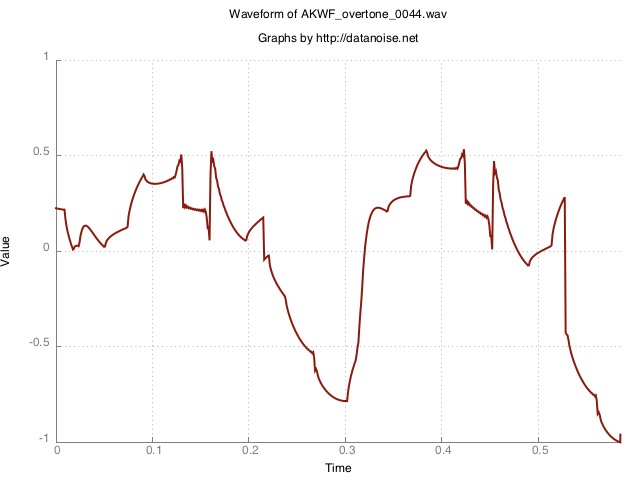 Waveform of AKWF_overtone_0044.wav
Graphs by http://datanoise.net
1
0.5
0
-0.5
-1
Value
0 0.1 0.2 0.3 0.4 0.5
Time